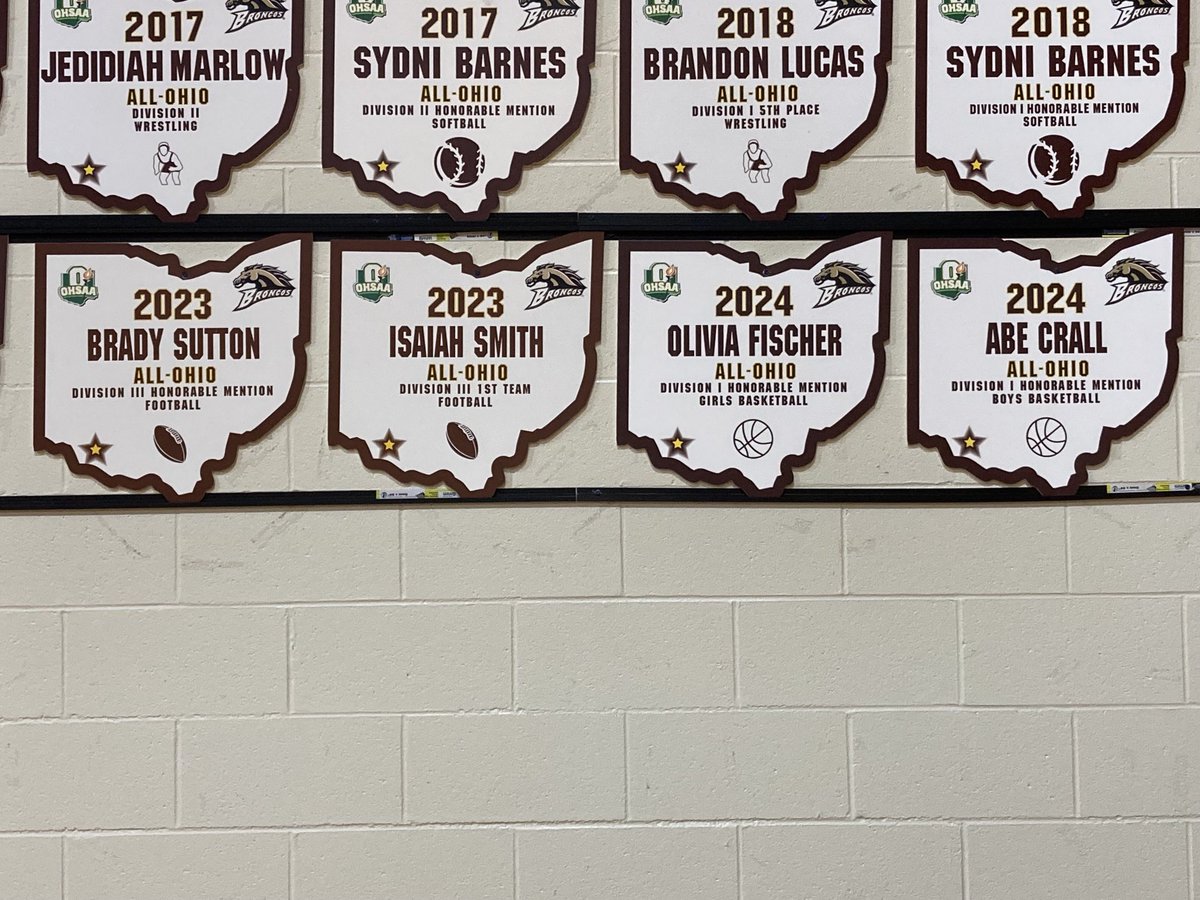 OHSAA
BRONCOS
2017
JEDIDIAH MARLOW
ALL-OHIO
DIVISION II
WRESTLING
OHSAA
BRONCOS
2017
SYDNI BARNES
ALL-OHIO
DIVISION II HONORABLE MENTION
SOFTBALL
OHSAA
BRONCOS
2018
BRANDON LUCAS
ALL-OHIO
DIVISION I 5TH PLACE
WRESTLING
OHSAA
BRONCOS
2018
SYDNI BARNES
ALL-OHIO
DIVISION I HONORABLE MENTION
SOFTBALL
OHSAA
BRONCOS
2023
BRADY SUTTON
ALL-OHIO
DIVISION III HONORABLE MENTION
FOOTBALL
OHSAA
BRONCOS
2023
ISAIAH SMITH
ALL-OHIO
DIVISION III 1ST TEAM
FOOTBALL
OHSAA
BRONCOS
2024
OLIVIA FISCHER
ALL-OHIO
DIVISION I HONORABLE MENTION
GIRLS BASKETBALL
OHSAA
BRONCOS
2024
ABE CRALL
ALL-OHIO
DIVISION I HONORABLE MENTION
BOYS BASKETBALL